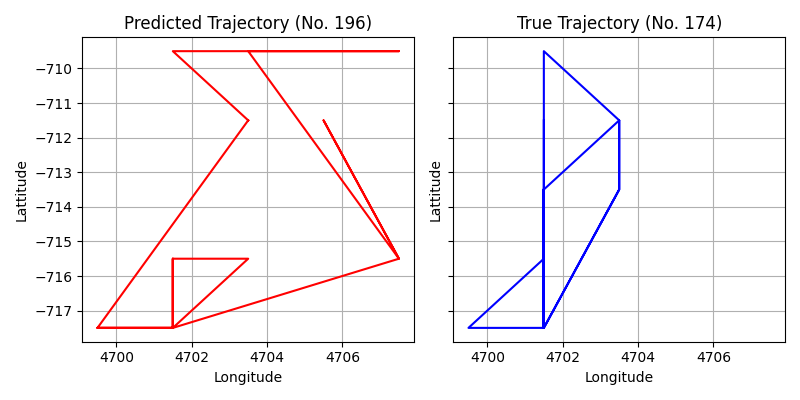 Predicted Trajectory (No. 196)
True Trajectory (No. 174)
−710
−711
−712
−713
−714
−715
−716
−717
Lattitude
Lattitude
4700 4702 4704 4706
4700 4702 4704 4706
Longitude
Longitude